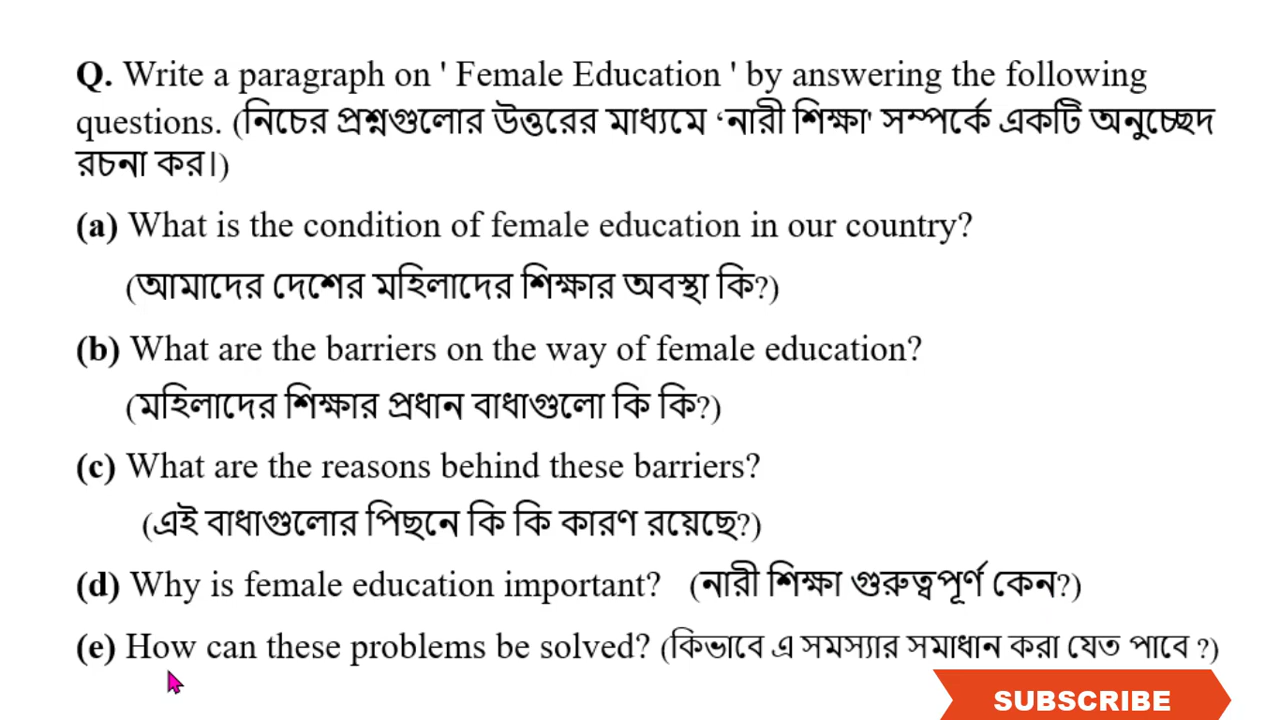 Q. Write a paragraph on ' Female Education ' by answering the following
questions. (নিচের প্রশ্নগুলোর উত্তরের মাধ্যমে ‘নারী শিক্ষা' সম্পর্কে একটি অনুচ্ছেদ
রচনা কর।)
(a) What is the condition of female education in our country?
(আমাদের দেশের মহিলাদের শিক্ষার অবস্থা কি?)
(b) What are the barriers on the way of female education?
(মহিলাদের শিক্ষার প্রধান বাধাগুলো কি কি?)
(c) What are the reasons behind these barriers?
(এই বাধাগুলোর পিছনে কি কি কারণ রয়েছে?)
(d) Why is female education important? (নারী শিক্ষা গুরুত্বপূর্ণ কেন?)
(e) How can these problems be solved? (কিভাবে এ সমস্যার সমাধান করা যেত পাবে ?)
SUBSCRIBE